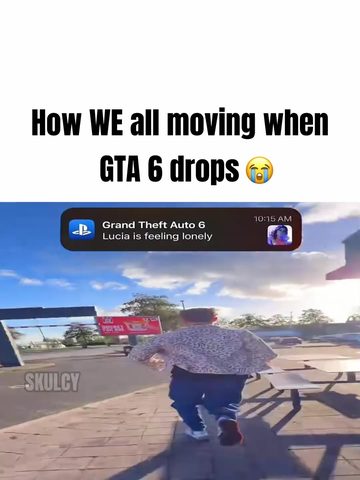 How WE all moving when
GTA 6 drops 😭
Grand Theft Auto 6
10:15 AM
Lucia is feeling lonely
SKULCY